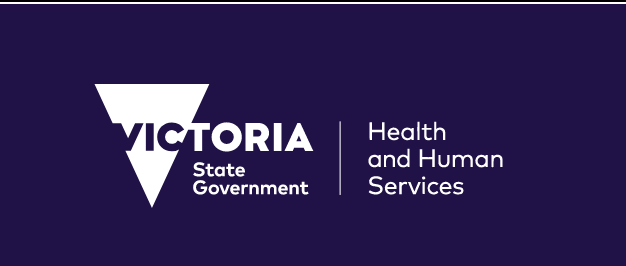 VICTORIA
State
Government
Health
and Human
Services